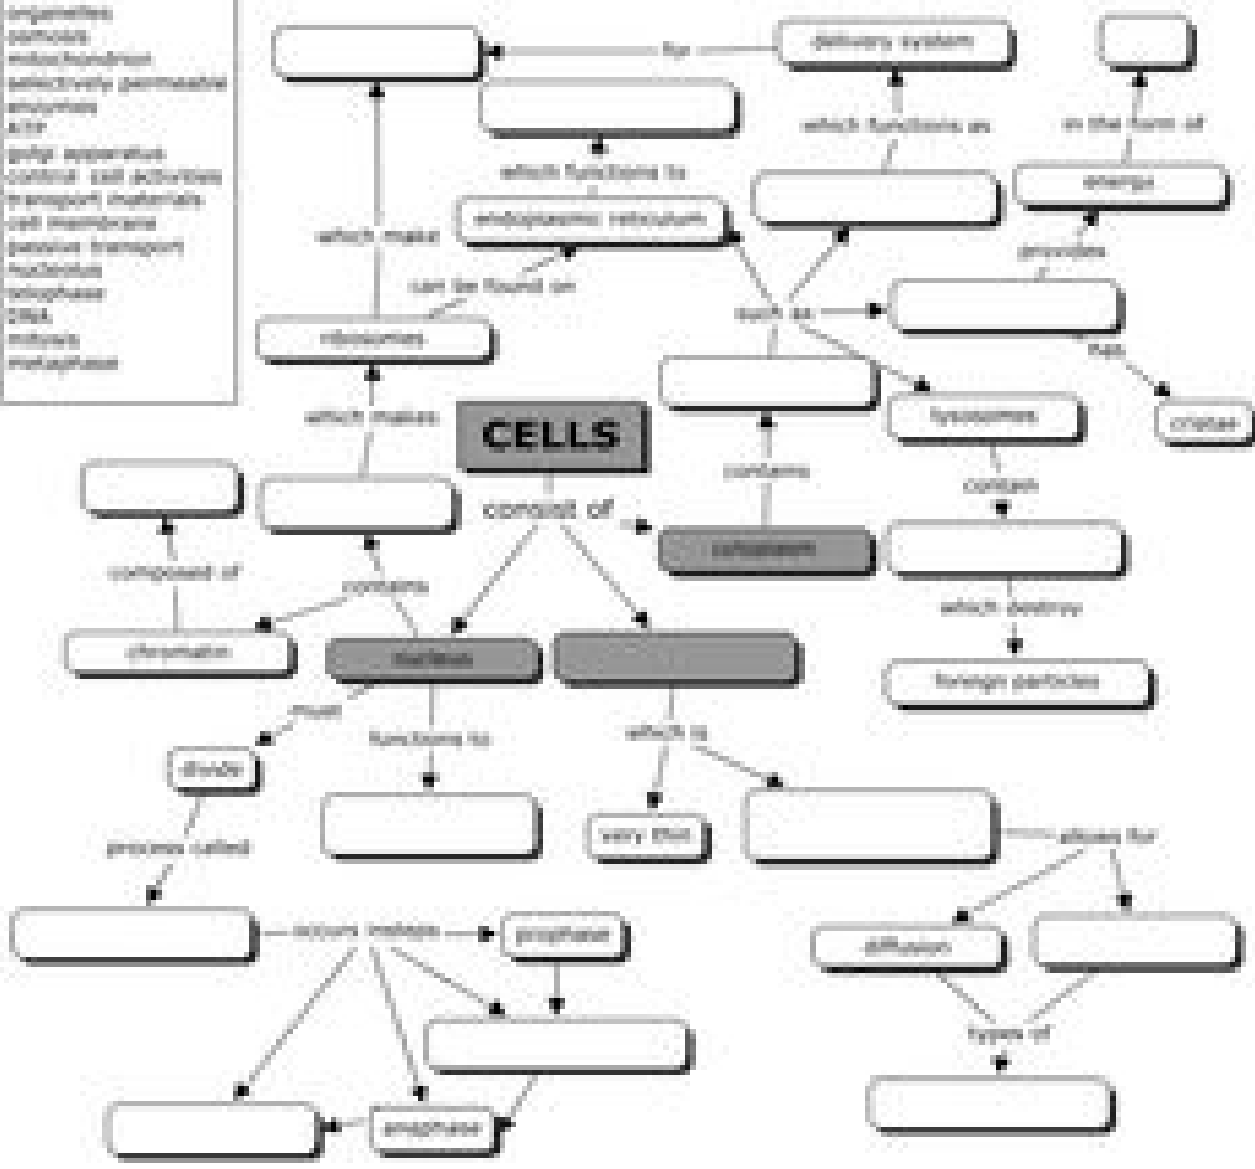 organelles
osmosis
mitochondrion
selectively permeable
enzymes
ATP
golgi apparatus
control cell activities
transport materials
cell membrane
passive transport
nucleolus
telophase
DNA
mitosis
metaphase
for
delivery system
which functions as
in the form of
which functions to
energy
endoplasmic reticulum
which make
provides
can be found on
such as
ribosomes
has
which makes
lysosomes
cristae
CELLS
contains
contain
consist of
cytoplasm
composed of
contains
which destroy
chromatin
nucleus
foreign particles
must
functions to
which is
divide
very thin
allows for
process called
occurs insteps
prophase
diffusion
types of
anaphase